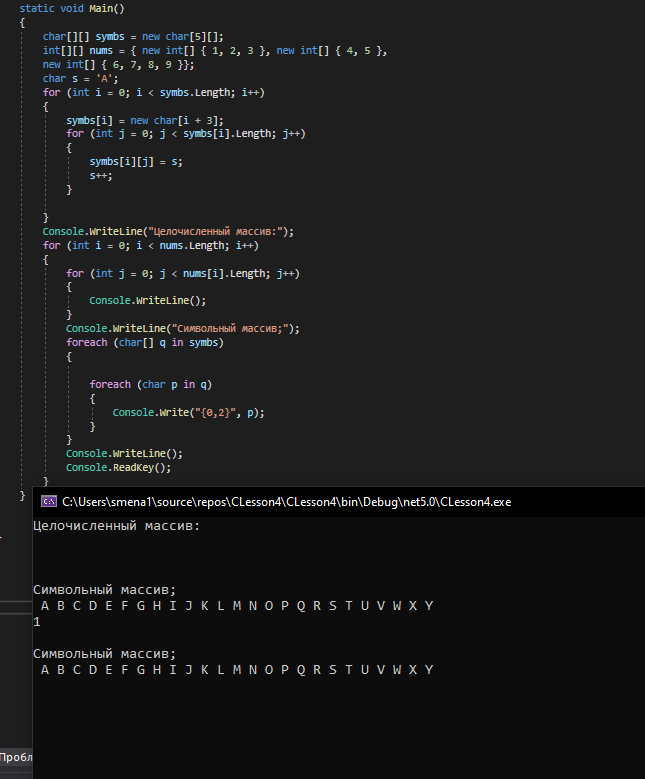 static void Main()
{
char[][] symbs = new char[5][];
int[][] nums = { new int[] { 1, 2, 3 }, new int[] { 4, 5 },
new int[] { 6, 7, 8, 9 }};
char s = 'A';
for (int i = 0; i < symbs.Length; i++)
{
symbs[i] = new char[i + 3];
for (int j = 0; j < symbs[i].Length; j++)
{
symbs[i][j] = s;
s++;
}
}
Console.WriteLine("Целочисленный массив:");
for (int i = 0; i < nums.Length; i++)
{
for (int j = 0; j < nums[i].Length; j++)
{
Console.WriteLine();
}
Console.WriteLine("Символьный массив;");
foreach (char[] q in symbs)
{
foreach (char p in q)
{
Console.Write("{0,2}", p);
}
}
Console.WriteLine();
Console.ReadKey();
}
}
C:\Users\smena1\source\repos\CLesson4\CLesson4\bin\Debug\net5.0\CLesson4.exe
Целочисленный массив:
Символьный массив;
A B C D E F G H I J K L M N O P Q R S T U V W X Y
1
Символьный массив;
A B C D E F G H I J K L M N O P Q R S T U V W X Y